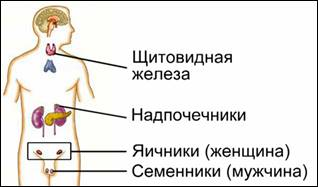 Щитовидная
железа
Надпочечники
Яичники (женщина)
Семенники (мужчина)